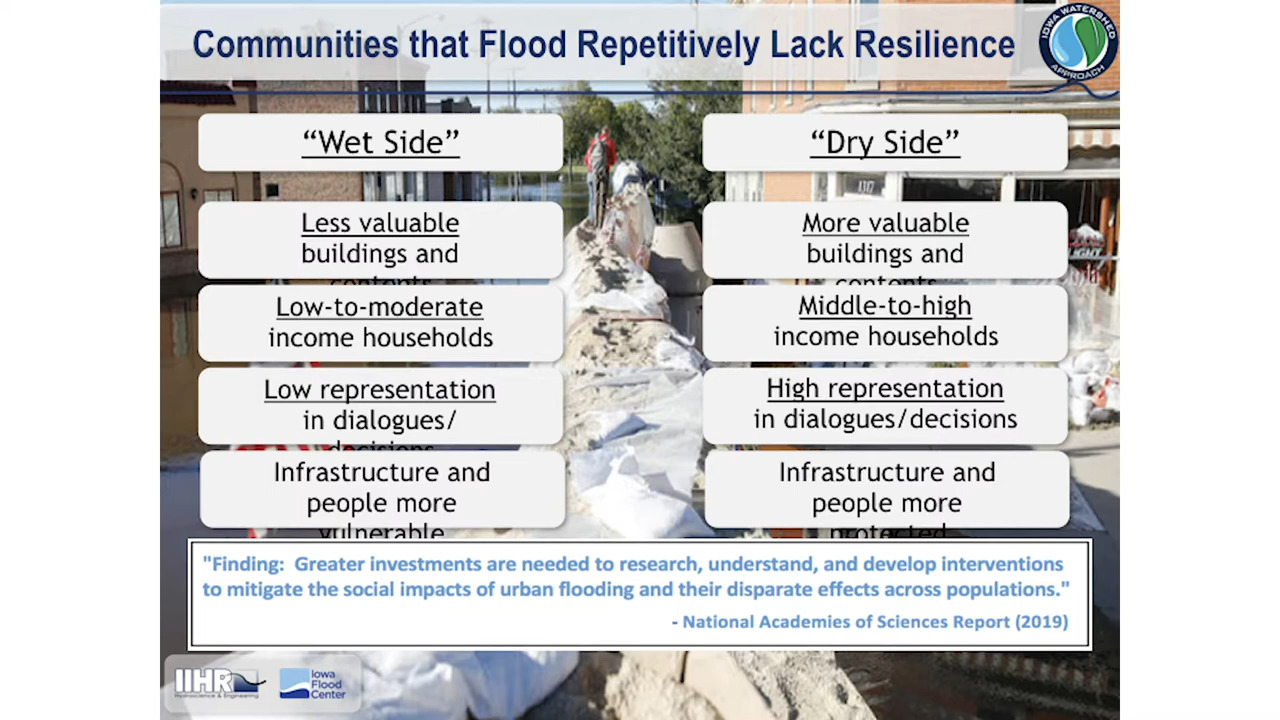 Communities that Flood Repetitively Lack Resilience
IOWA WATERSHED
APPROACH
“Wet Side”
“Dry Side”
Less valuable
buildings and
contents
More valuable
buildings and
contents
Low-to-moderate
income households
Middle-to-high
income households
Low representation
in dialogues/
decisions
High representation
in dialogues/decisions
Infrastructure and
people more
vulnerable
Infrastructure and
people more
protected
1317
LIGHT
"Finding: Greater investments are needed to research, understand, and develop interventions
to mitigate the social impacts of urban flooding and their disparate effects across populations."
- National Academies of Sciences Report (2019)
IIHR
Hydroscience & Engineering
Iowa
Flood
Center